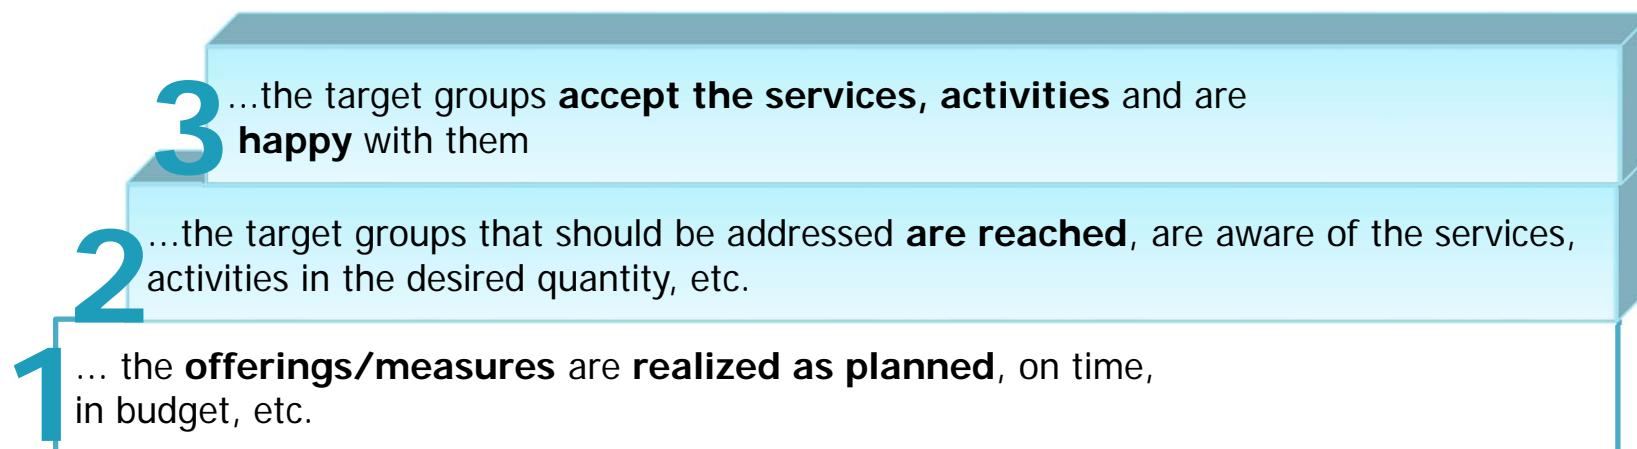 3 ...the target groups accept the services, activities and are
happy with them
2 ...the target groups that should be addressed are reached, are aware of the services,
activities in the desired quantity, etc.
1 ... the offerings/measures are realized as planned, on time,
in budget, etc.